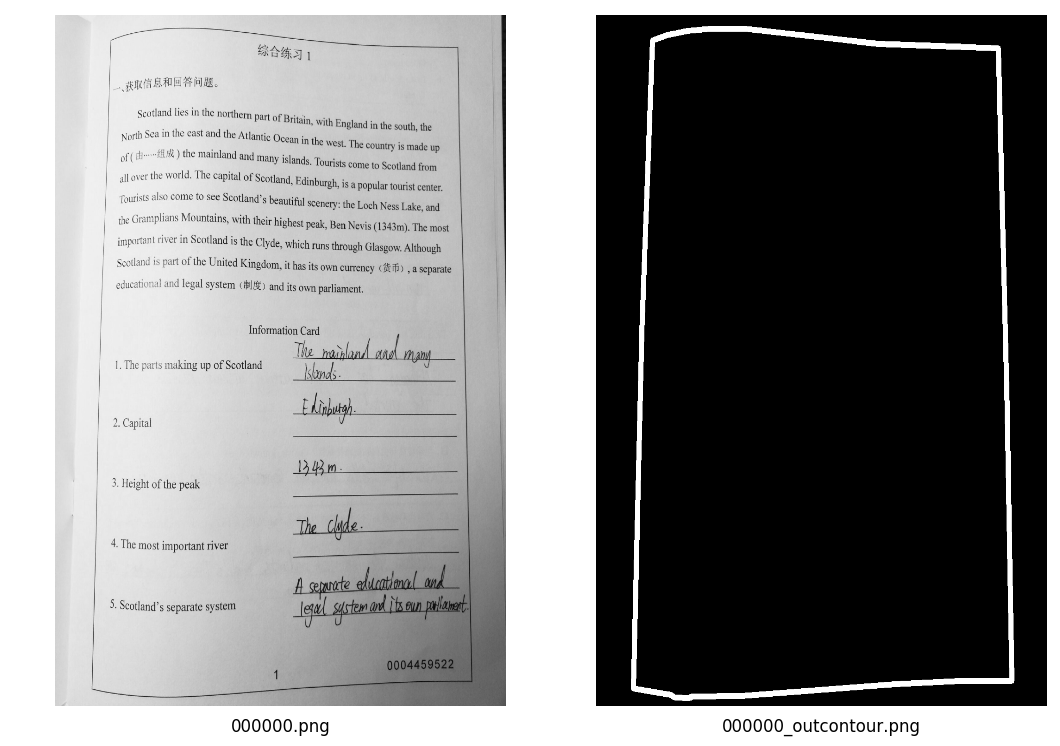 综合练习1
一、获取信息和回答问题。
Scotland lies in the northern part of Britain, with England in the south, the
North Sea in the east and the Atlantic Ocean in the west. The country is made up
of ( 由……组成 ) the mainland and many islands. Tourists come to Scotland from
all over the world. The capital of Scotland, Edinburgh, is a popular tourist center.
Tourists also come to see Scotland's beautiful scenery: the Loch Ness Lake, and
the Gramplians Mountains, with their highest peak, Ben Nevis (1343m). The most
important river in Scotland is the Clyde, which runs through Glasgow. Although
Scotland is part of the United Kingdom, it has its own currency (货币) , a separate
educational and legal system (制度) and its own parliament.
Information Card
1. The parts making up of Scotland
The mainland and many
Islands.
2. Capital
Edinburgh.
3. Height of the peak
1343m.
4. The most important river
The Clyde.
5. Scotland's separate system
A separate educational and
legal system and its own parliament.
0004459522
1
000000.png
000000_outcontour.png